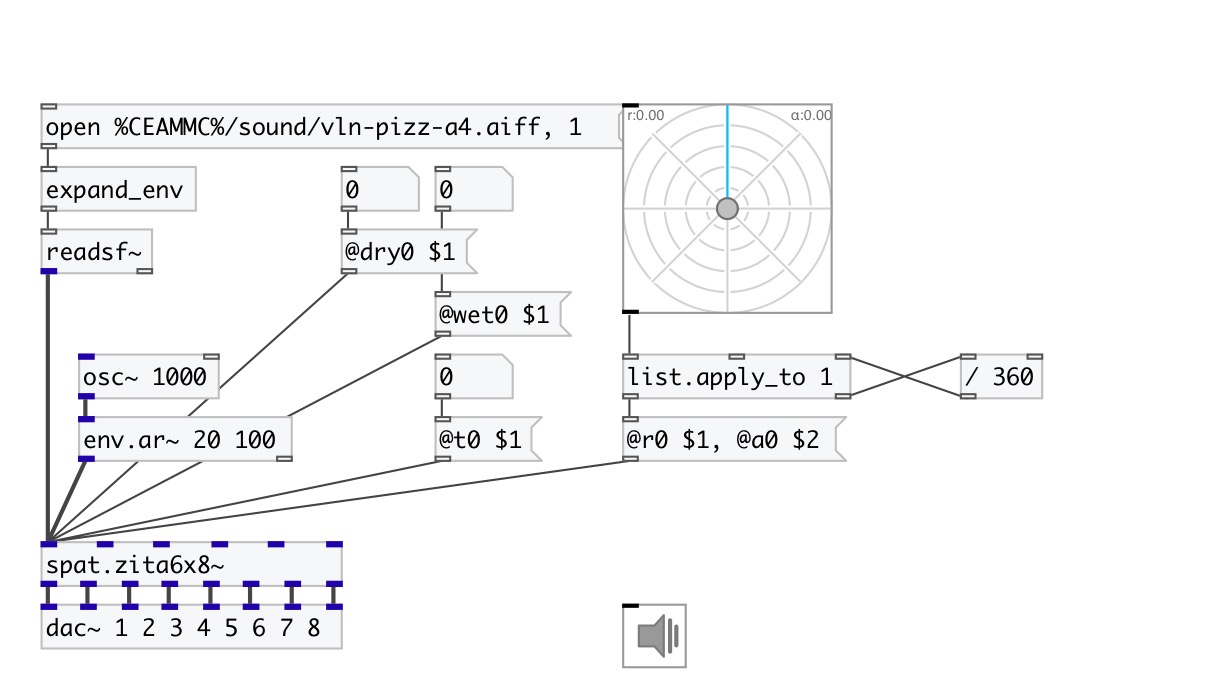 r:0.00 α:0.00
open %CEAMMC%/sound/vln-pizz-a4.aiff, 1
expand_env
0
0
readsf~
@dry0 $1
@wet0 $1
osc~ 1000
0
list.apply_to 1
/ 360
env.ar~ 20 100
@t0 $1
@r0 $1, @a0 $2
spat.zita6x8~
dac~ 1 2 3 4 5 6 7 8